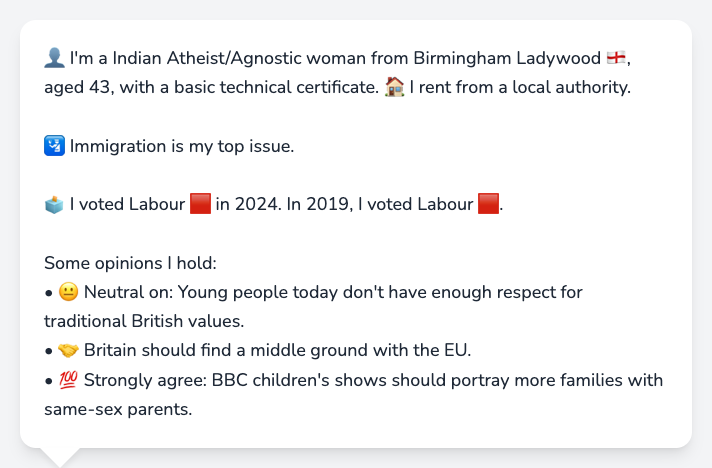 👤 I'm a Indian Atheist/Agnostic woman from Birmingham Ladywood 🏴󠁧󠁢󠁥󠁮󠁧󠁿,
aged 43, with a basic technical certificate. 🏠 I rent from a local authority.
🛂 Immigration is my top issue.
🗳️ I voted Labour 🟥 in 2024. In 2019, I voted Labour 🟥.
Some opinions I hold:
• 😐 Neutral on: Young people today don't have enough respect for
traditional British values.
• 🤝 Britain should find a middle ground with the EU.
• 💯 Strongly agree: BBC children's shows should portray more families with
same-sex parents.